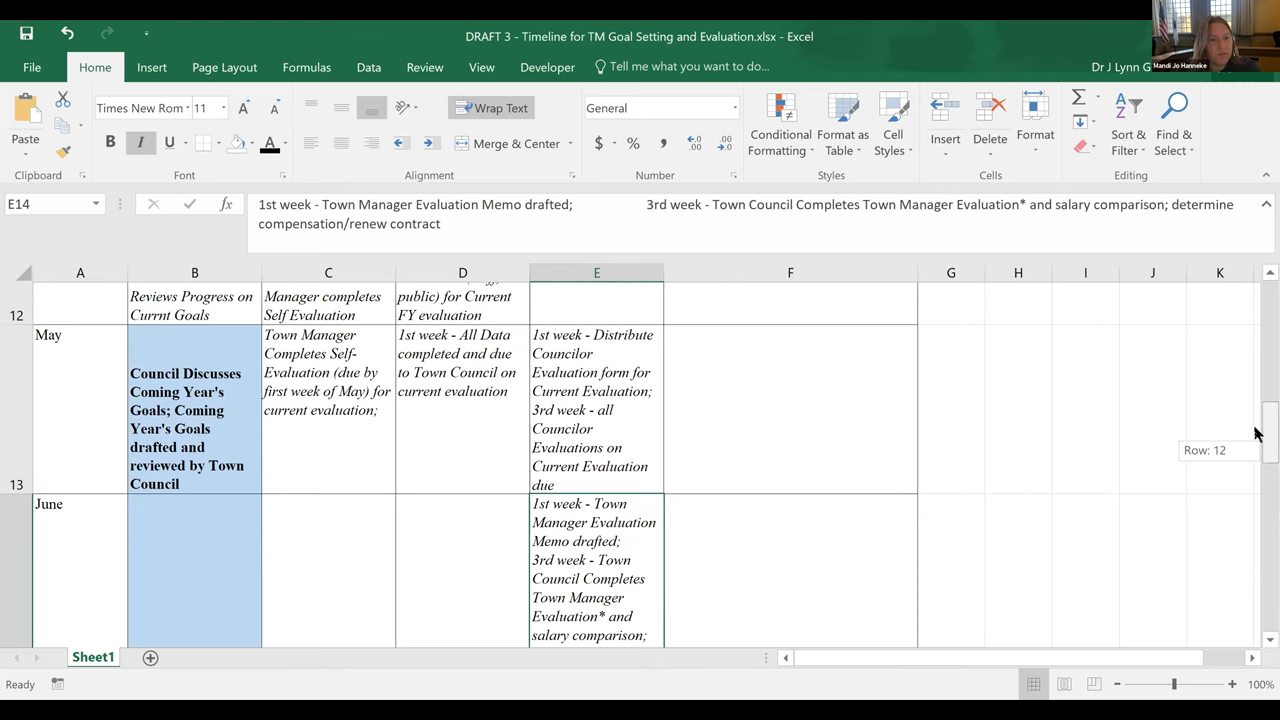 DRAFT 3 - Timeline for TM Goal Setting and Evaluation.xlsx - Excel
Mandi Jo Hanneke
File Home Insert Page Layout Formulas Data Review View Developer Tell me what you want to do... Dr J Lynn G
Times New Rom 11 A A Wrap Text General
Paste B I U A Merge & Center $ % Conditional Formatting Format as Table Cell Styles Insert Delete Format Sort & Filter Find & Select
Clipboard Font Alignment Number Styles Cells Editing
E14 fx 1st week - Town Manager Evaluation Memo drafted; 3rd week - Town Council Completes Town Manager Evaluation* and salary comparison; determine
compensation/renew contract
A B C D E F G H I J K
12
Reviews Progress on
Currnt Goals
Manager completes
Self Evaluation
public) for Current
FY evaluation
13
May
Council Discusses
Coming Year's
Goals; Coming
Year's Goals
drafted and
reviewed by Town
Council
Town Manager
Completes Self-
Evaluation (due by
first week of May) for
current evaluation;
1st week - All Data
completed and due
to Town Council on
current evaluation
1st week - Distribute
Councilor
Evaluation form for
Current Evaluation;
3rd week - all
Councilor
Evaluations on
Current Evaluation
due
Row: 12
June
1st week - Town
Manager Evaluation
Memo drafted;
3rd week - Town
Council Completes
Town Manager
Evaluation* and
salary comparison;
Sheet1
Ready 100%